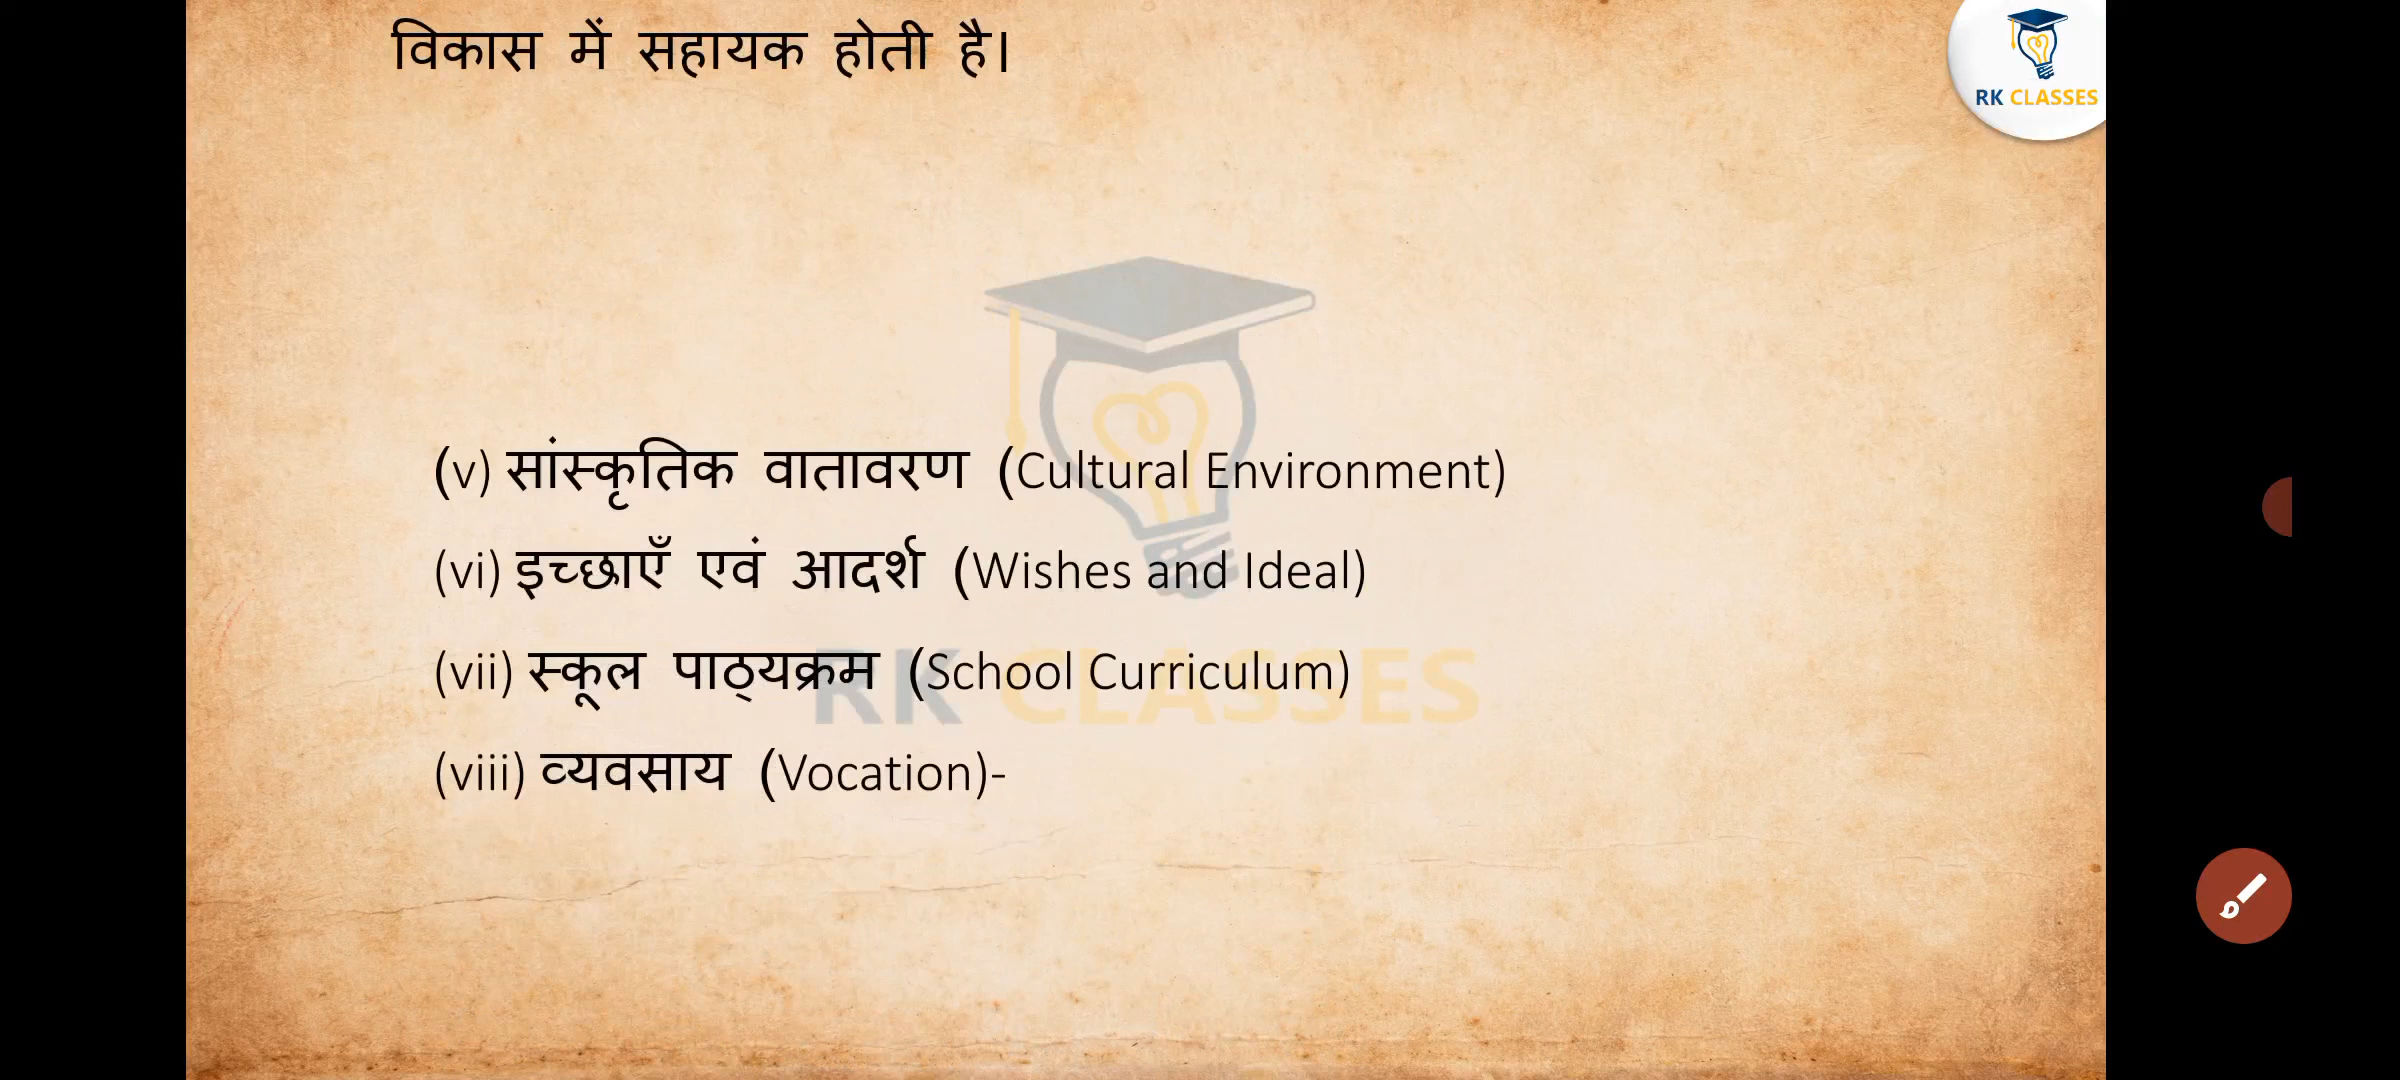 विकास में सहायक होती है।
RK CLASSES
(v) सांस्कृतिक वातावरण (Cultural Environment)
(vi) इच्छाएँ एवं आदर्श (Wishes and Ideal)
(vii) स्कूल पाठ्यक्रम (School Curriculum)
RK CLASSES
(viii) व्यवसाय (Vocation)-